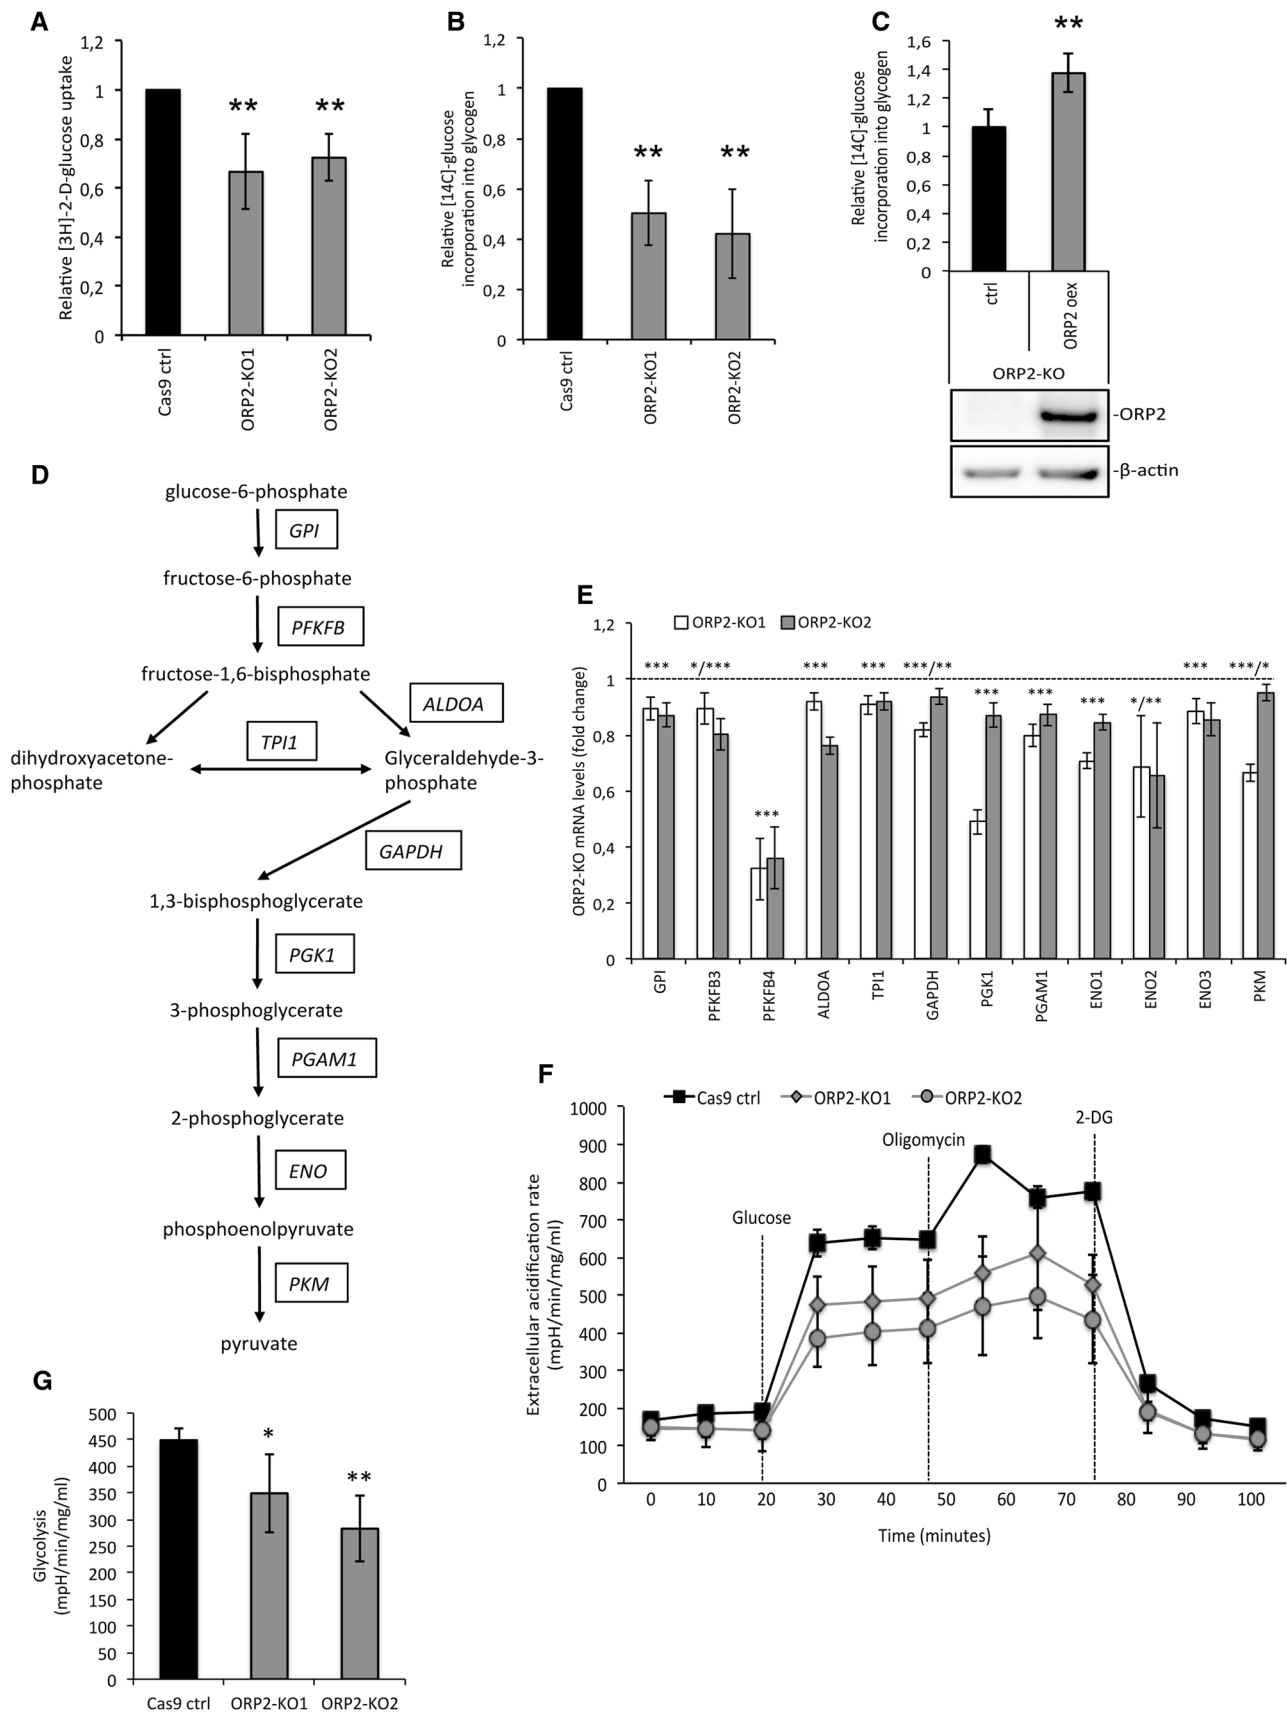 A
1,2
1
0,8
0,6
0,4
0,2
0
Relative [3H]-2-D-glucose uptake
**
**
Cas9 ctrl
ORP2-KO1
ORP2-KO2
B
1,2
1
0,8
0,6
0,4
0,2
0
Relative [14C]-glucose
incorporation into glycogen
**
**
Cas9 ctrl
ORP2-KO1
ORP2-KO2
C
1,6
1,4
1,2
1
0,8
0,6
0,4
0,2
0
Relative [14C]-glucose
incorporation into glycogen
**
ctrl
ORP2 oex
ORP2-KO
-ORP2
-β-actin
D
glucose-6-phosphate
GPI
fructose-6-phosphate
PFKFB
fructose-1,6-bisphosphate
ALDOA
TPI1
dihydroxyacetone-
phosphate
Glyceraldehyde-3-
phosphate
GAPDH
1,3-bisphosphoglycerate
PGK1
3-phosphoglycerate
PGAM1
2-phosphoglycerate
ENO
phosphoenolpyruvate
PKM
pyruvate
E
ORP2-KO1 ORP2-KO2
1,2
1
0,8
0,6
0,4
0,2
0
ORP2-KO mRNA levels (fold change)
*** */*** *** *** ***/** *** ***/*
*** *** *** */**
***
GPI
PFKFB3
PFKFB4
ALDOA
TPI1
GAPDH
PGK1
PGAM1
ENO1
ENO2
ENO3
PKM
F
Cas9 ctrl ORP2-KO1 ORP2-KO2
1000
900
800
700
600
500
400
300
200
100
0
Extracellular acidification rate
(mpH/min/mg/ml)
Glucose
Oligomycin
2-DG
0 10 20 30 40 50 60 70 80 90 100
Time (minutes)
G
500
450
400
350
300
250
200
150
100
50
0
Glycolysis
(mpH/min/mg/ml)
*
**
Cas9 ctrl ORP2-KO1 ORP2-KO2